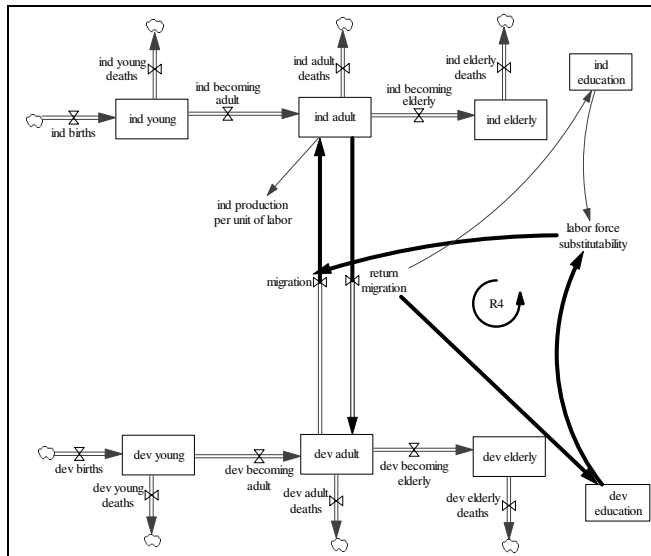 ind young
deaths
ind adult
deaths
ind elderly
deaths
ind
education
ind becoming
adult
ind becoming
elderly
ind young
ind adult
ind elderly
ind births
ind production
per unit of labor
labor force
substitutability
migration
return
migration
R4
dev young
dev adult
dev elderly
dev births
dev becoming
adult
dev becoming
elderly
dev young
deaths
dev adult
deaths
dev elderly
deaths
dev
education